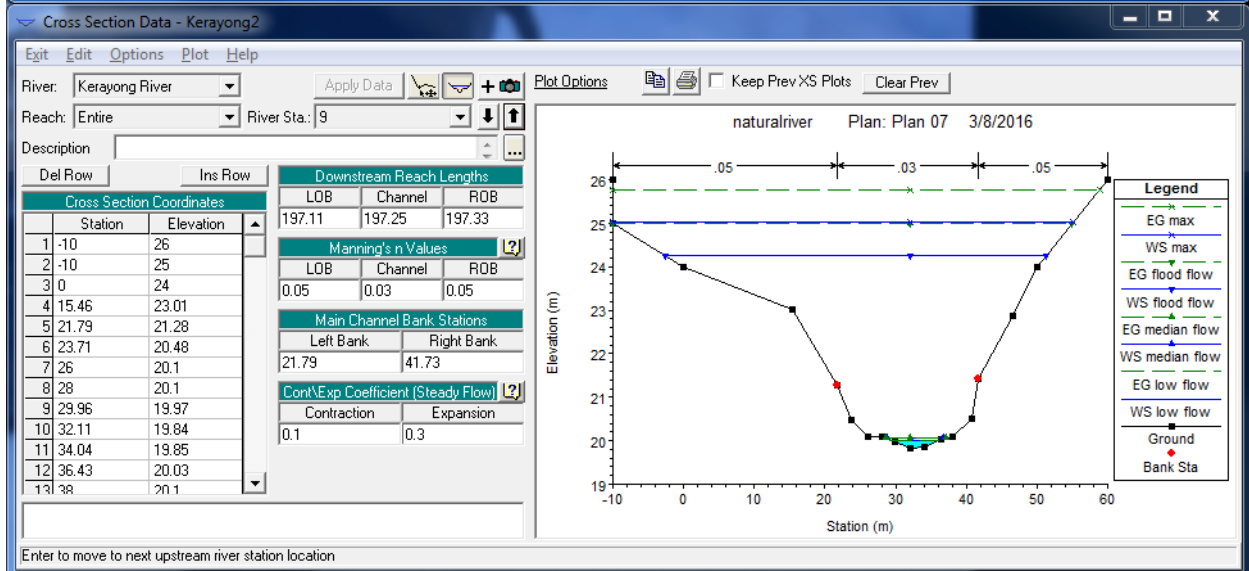 Cross Section Data - Kerayong2
Exit Edit Options Plot Help
River: Kerayong River
Apply Data
Reach: Entire
River Sta.: 9
Description
...
Del Row Ins Row
Cross Section Coordinates
Station Elevation
1 -10 26
2 -10 25
3 0 24
4 15.46 23.01
5 21.79 21.28
6 23.71 20.48
7 26 20.1
8 28 20.1
9 29.96 19.97
10 32.11 19.84
11 34.04 19.85
12 36.43 20.03
13 38 20.1
Downstream Reach Lengths
LOB Channel ROB
197.11 197.25 197.33
Manning's n Values
LOB Channel ROB
0.05 0.03 0.05
Main Channel Bank Stations
Left Bank Right Bank
21.79 41.73
Cont\Exp Coefficient (Steady Flow)
Contraction Expansion
0.1 0.3
Plot Options
Keep Prev XS Plots
Clear Prev
naturalriver Plan: Plan 07 3/8/2016
.05 .03 .05
26
25
24
23
22
21
20
19
Elevation (m)
-10 0 10 20 30 40 50 60
Station (m)
Legend
EG max
WS max
EG flood flow
WS flood flow
EG median flow
WS median flow
EG low flow
WS low flow
Ground
Bank Sta
Enter to move to next upstream river station location